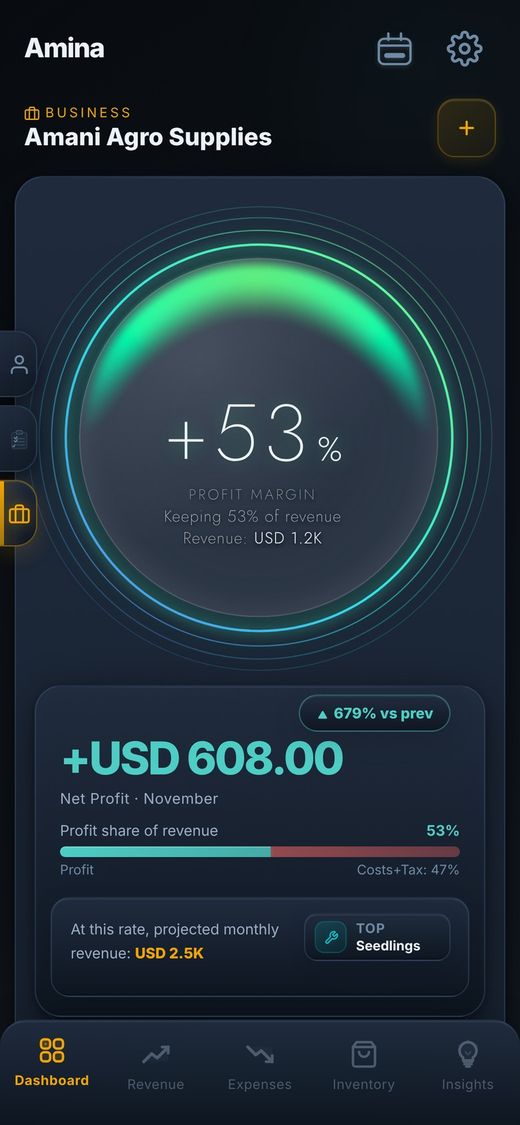 Amina
BUSINESS
Amani Agro Supplies
+
+53 %
PROFIT MARGIN
Keeping 53% of revenue
Revenue: USD 1.2K
▲ 679% vs prev
+USD 608.00
Net Profit · November
Profit share of revenue 53%
Profit Costs+Tax: 47%
At this rate, projected monthly
revenue: USD 2.5K
TOP
Seedlings
Dashboard Revenue Expenses Inventory Insights